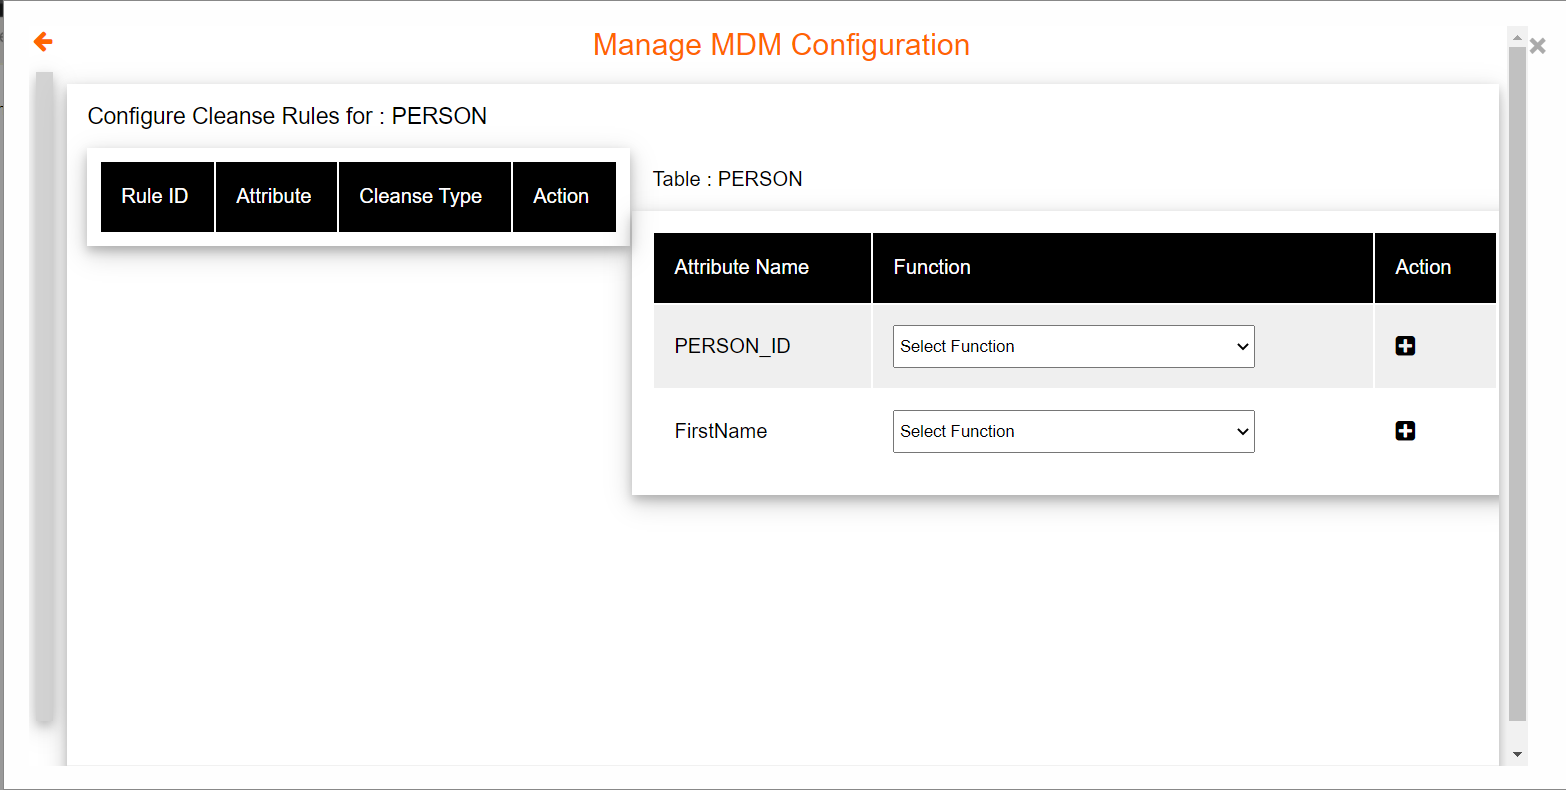 Manage MDM Configuration
Configure Cleanse Rules for : PERSON
Rule ID Attribute Cleanse Type Action
Table : PERSON
Attribute Name Function Action
PERSON_ID Select Function
FirstName Select Function